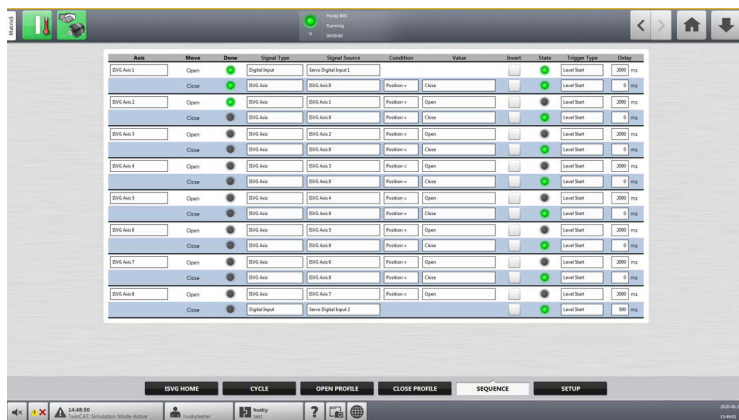 Matrix5
Husky ISVG
Running
00:00:00
Axis Move Done Signal Type Signal Source Condition Value Invert State Trigger Type Delay
ISVG Axis 1 Open Digital Input Servo Digital Input 1 Level Start 2000 ms
Close ISVG Axis ISVG Axis 8 Position = Close Level Start 0 ms
ISVG Axis 2 Open ISVG Axis ISVG Axis 1 Position = Open Level Start 2000 ms
Close ISVG Axis ISVG Axis 8 Position = Close Level Start 0 ms
ISVG Axis 3 Open ISVG Axis ISVG Axis 2 Position = Open Level Start 2000 ms
Close ISVG Axis ISVG Axis 8 Position = Close Level Start 0 ms
ISVG Axis 4 Open ISVG Axis ISVG Axis 3 Position = Open Level Start 2000 ms
Close ISVG Axis ISVG Axis 8 Position = Close Level Start 0 ms
ISVG Axis 5 Open ISVG Axis ISVG Axis 4 Position = Open Level Start 2000 ms
Close ISVG Axis ISVG Axis 8 Position = Close Level Start 0 ms
ISVG Axis 6 Open ISVG Axis ISVG Axis 5 Position = Open Level Start 2000 ms
Close ISVG Axis ISVG Axis 8 Position = Close Level Start 0 ms
ISVG Axis 7 Open ISVG Axis ISVG Axis 6 Position = Open Level Start 2000 ms
Close ISVG Axis ISVG Axis 8 Position = Close Level Start 0 ms
ISVG Axis 8 Open ISVG Axis ISVG Axis 7 Position = Open Level Start 2000 ms
Close Digital Input Servo Digital Input 2 Level Start 500 ms
ISVG HOME CYCLE OPEN PROFILE CLOSE PROFILE SEQUENCE SETUP
14:48:50
TwinCAT: Simulation Mode Active
huskytester
husky
test
?
15:49:01